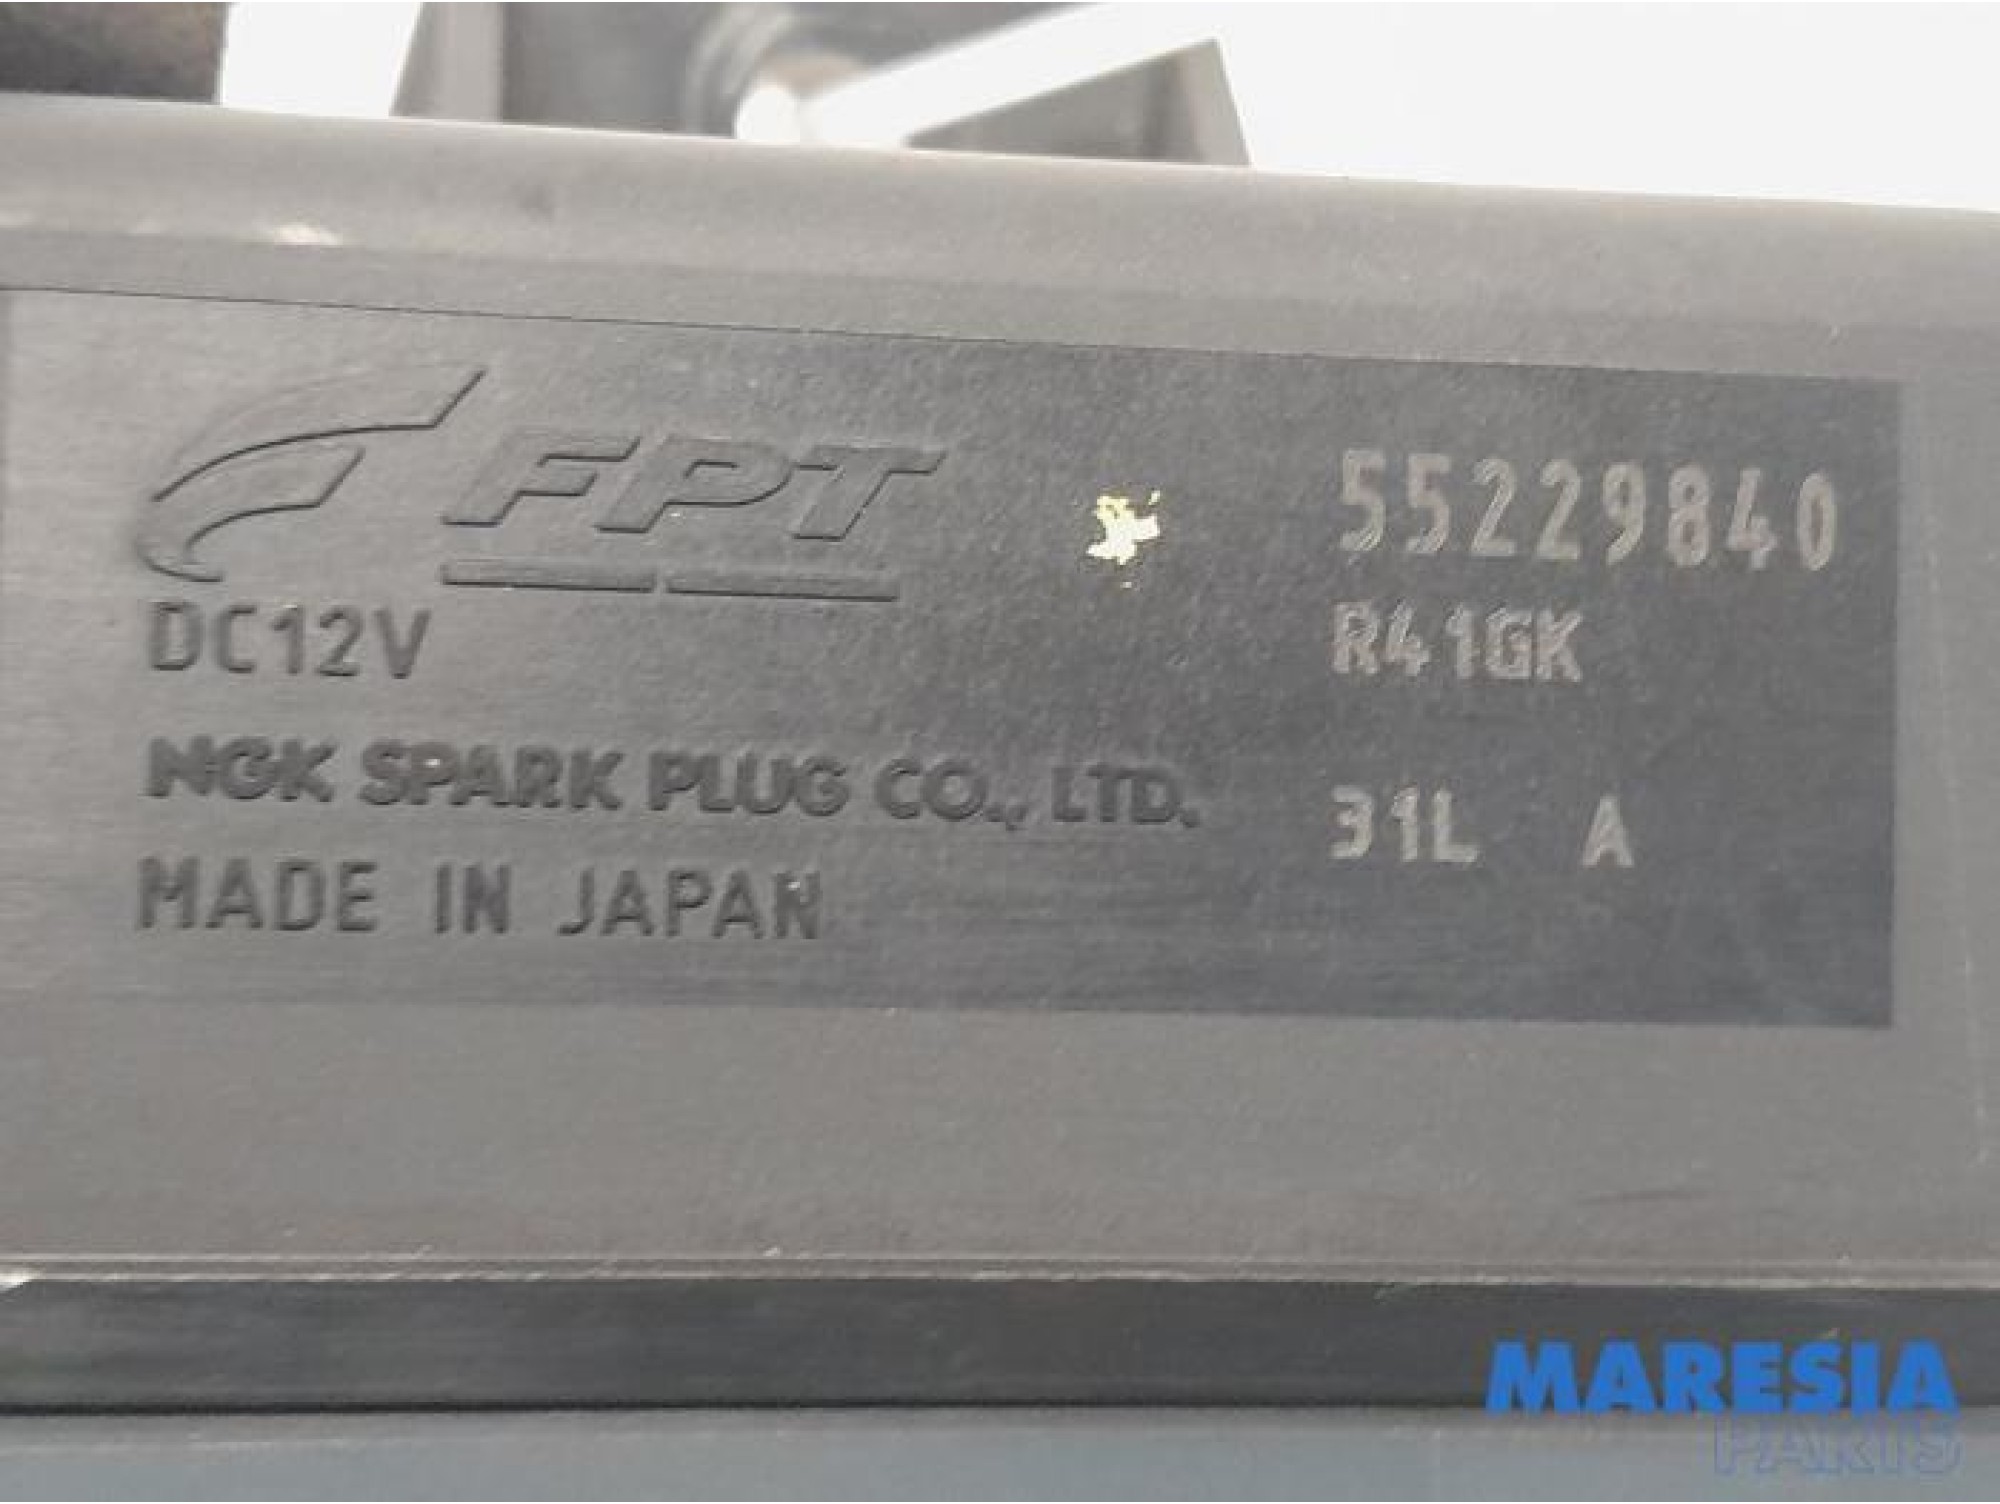 FPT
55229840
DC12V
R41GK
NGK SPARK PLUG CO., LTD.
31L A
MADE IN JAPAN
MARESIA
PARTS